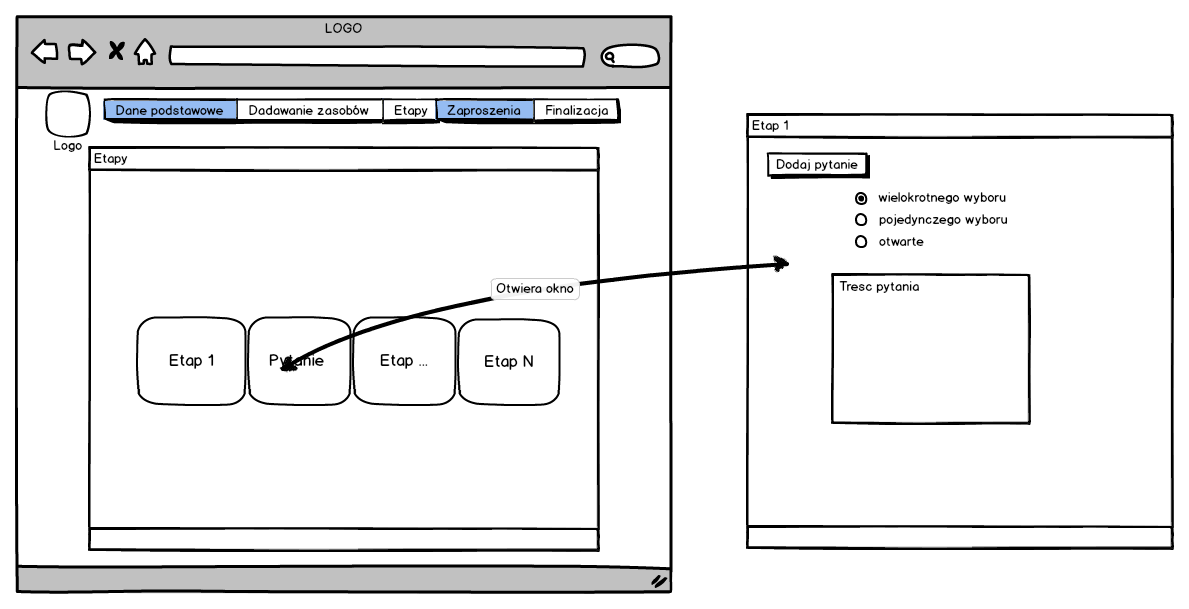 LOGO
Dane podstawowe Dadawanie zasobów Etapy Zaproszenia Finalizacja
Logo
Etapy
Etap 1 Pytanie Etap ... Etap N
Otwiera okno
Etap 1
Dodaj pytanie
wielokrotnego wyboru
pojedynczego wyboru
otwarte
Tresc pytania